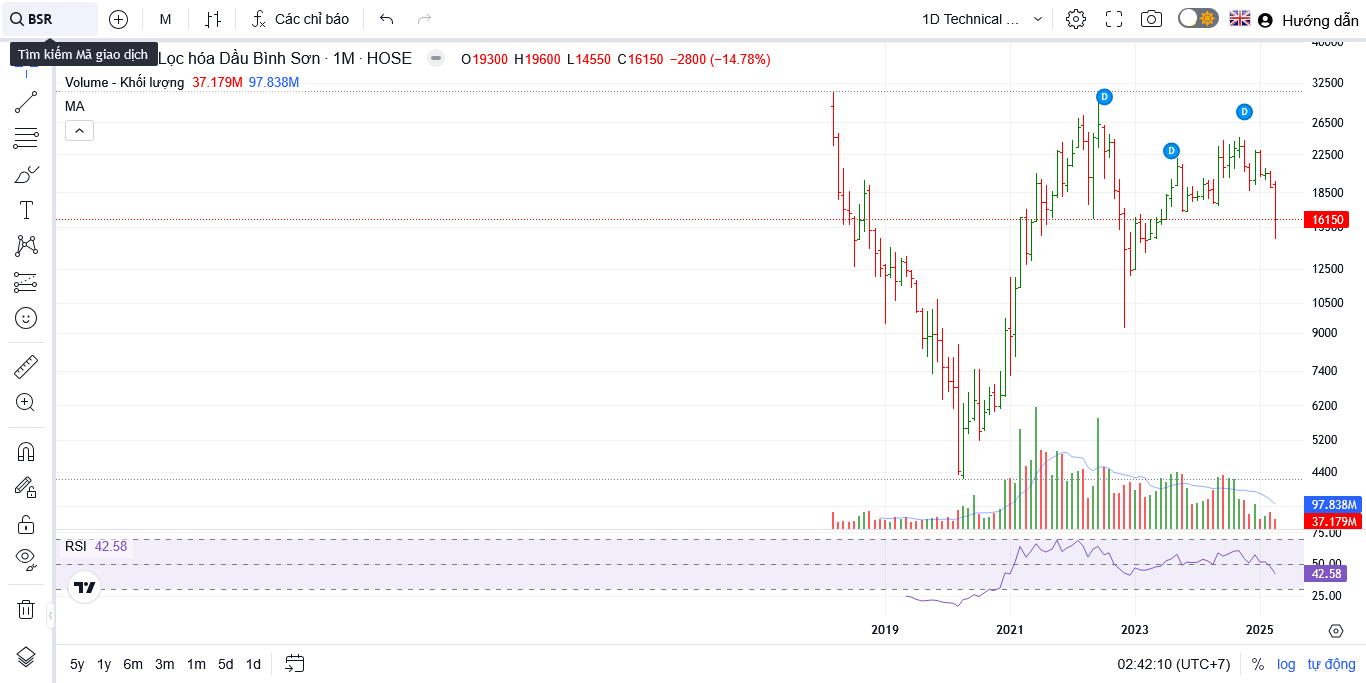 BSR
M
Các chỉ báo
1D Technical ...
Hướng dẫn
Tìm kiếm Mã giao dịch
Lọc hóa Dầu Bình Sơn · 1M · HOSE
O19300 H19600 L14550 C16150 −2800 (−14.78%)
Volume - Khối lượng 37.179M 97.838M
MA
D
D
D
40000
32500
26500
22500
18500
16150
15500
12500
10500
9000
7400
6200
5200
4400
97.838M
37.179M
RSI 42.58
75.00
50.00
42.58
25.00
2019
2021
2023
2025
5y 1y 6m 3m 1m 5d 1d
02:42:10 (UTC+7)
% log tự động